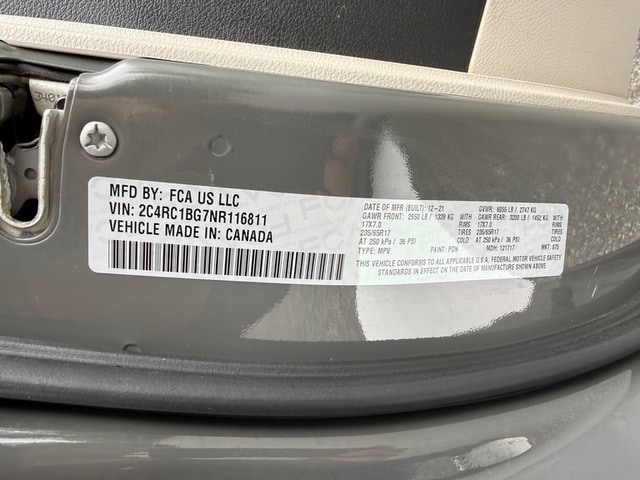 MFD BY: FCA US LLC
VIN: 2C4RC1BG7NR116811
VEHICLE MADE IN: CANADA
DATE OF MFR (BUILT): 12-21
GVWR: 6055 LB / 2747 KG
GAWR FRONT: 2950 LB / 1339 KG
GAWR REAR: 3200 LB / 1452 KG
17X7.0 RIMS 17X7.0 RIMS
235/65R17 TIRES 235/65R17 TIRES
AT 250 kPa / 36 PSI AT 250 kPa / 36 PSI
TYPE: MPV PAINT: PDN MDH: 121717 MKT: 875
THIS VEHICLE CONFORMS TO ALL APPLICABLE U.S.A. FEDERAL MOTOR VEHICLE SAFETY
STANDARDS IN EFFECT ON THE DATE OF MANUFACTURE SHOWN ABOVE